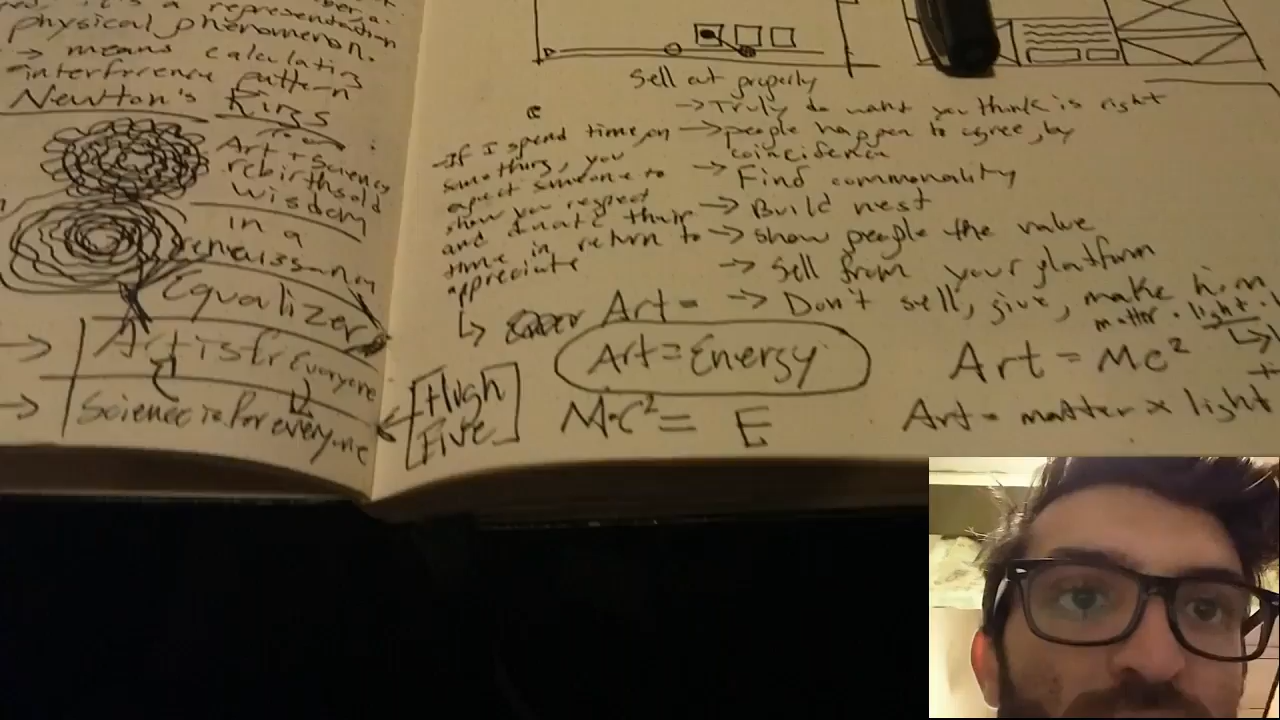 a representation
physical phenomenon.
→ means calculating
interference pattern
Newton's Rings
Art + Science
rebirths old
wisdom
in a
renaissance
Equalizer
Art is for Everyone
Science is for everyone
Sell out properly
→ Truly do want you think is right
→ people happen to agree, by
coincidence
→ Find commonality
→ Build nest
→ show people the value
→ Sell from your platform
→ Don't sell, give, make
-If I spend time on
something, you
expect someone to
show you respect
and donate their
time in return to
appreciate
↳ Art =
matter · light
Art = Energy
Art = Mc²
[High
Five]
M·C² = E
Art = matter × light